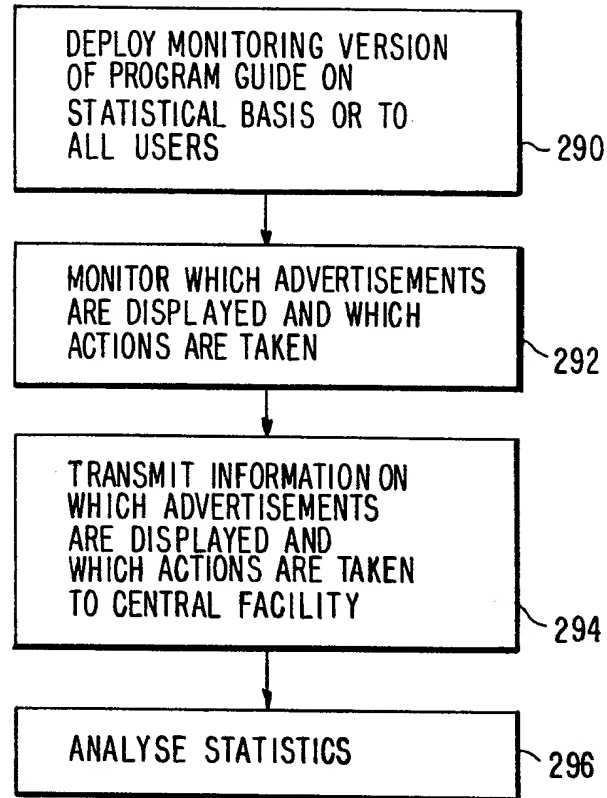 DEPLOY MONITORING VERSION
OF PROGRAM GUIDE ON
STATISTICAL BASIS OR TO
ALL USERS
290
MONITOR WHICH ADVERTISEMENTS
ARE DISPLAYED AND WHICH
ACTIONS ARE TAKEN
292
TRANSMIT INFORMATION ON
WHICH ADVERTISEMENTS
ARE DISPLAYED AND
WHICH ACTIONS ARE TAKEN
TO CENTRAL FACILITY
294
ANALYSE STATISTICS
296